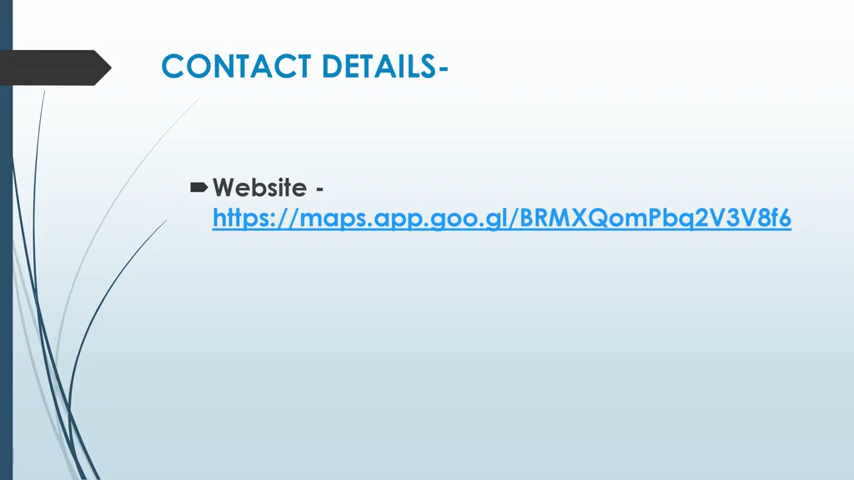 CONTACT DETAILS-
Website -
https://maps.app.goo.gl/BRMXQomPbq2V3V8f6